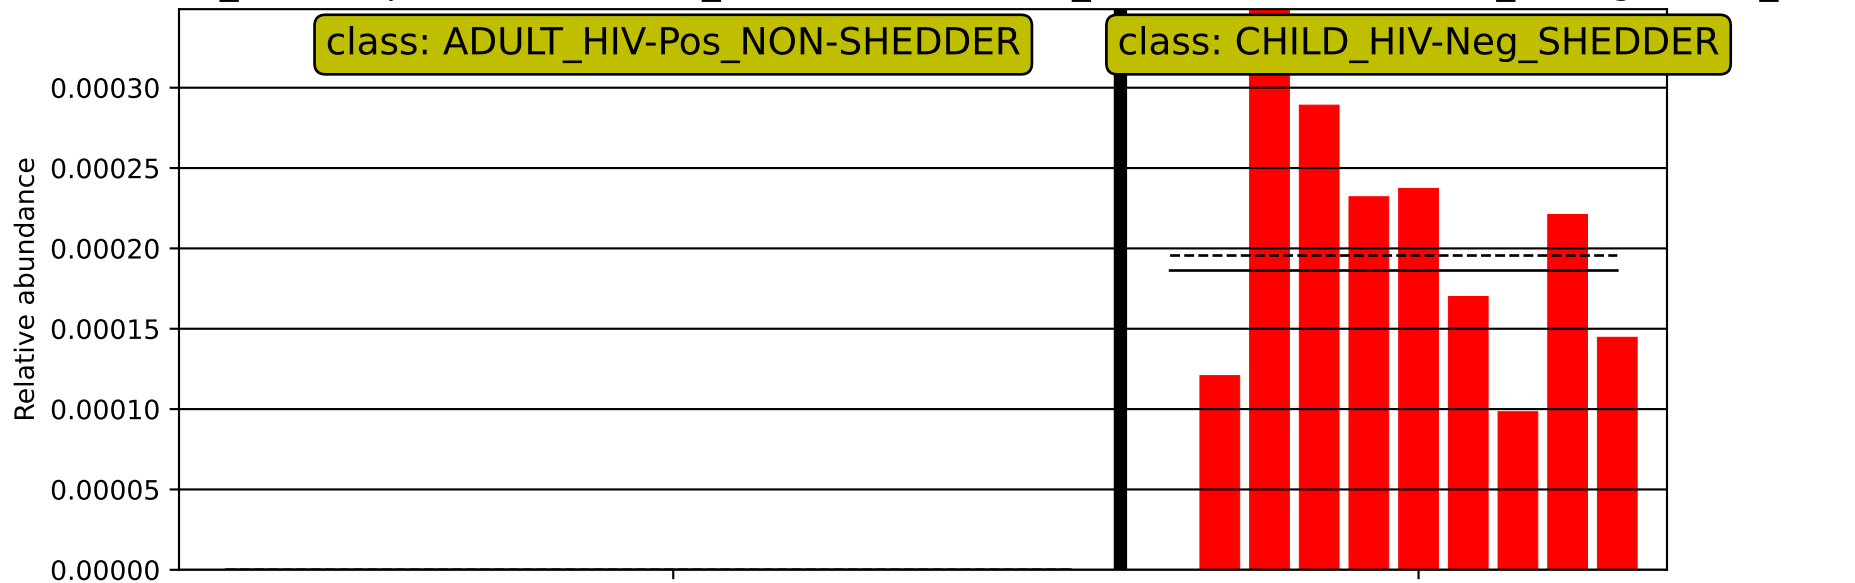 class: ADULT_HIV-Pos_NON-SHEDDER
class: CHILD_HIV-Neg_SHEDDER
0.00030
0.00025
0.00020
0.00015
0.00010
0.00005
0.00000
Relative abundance